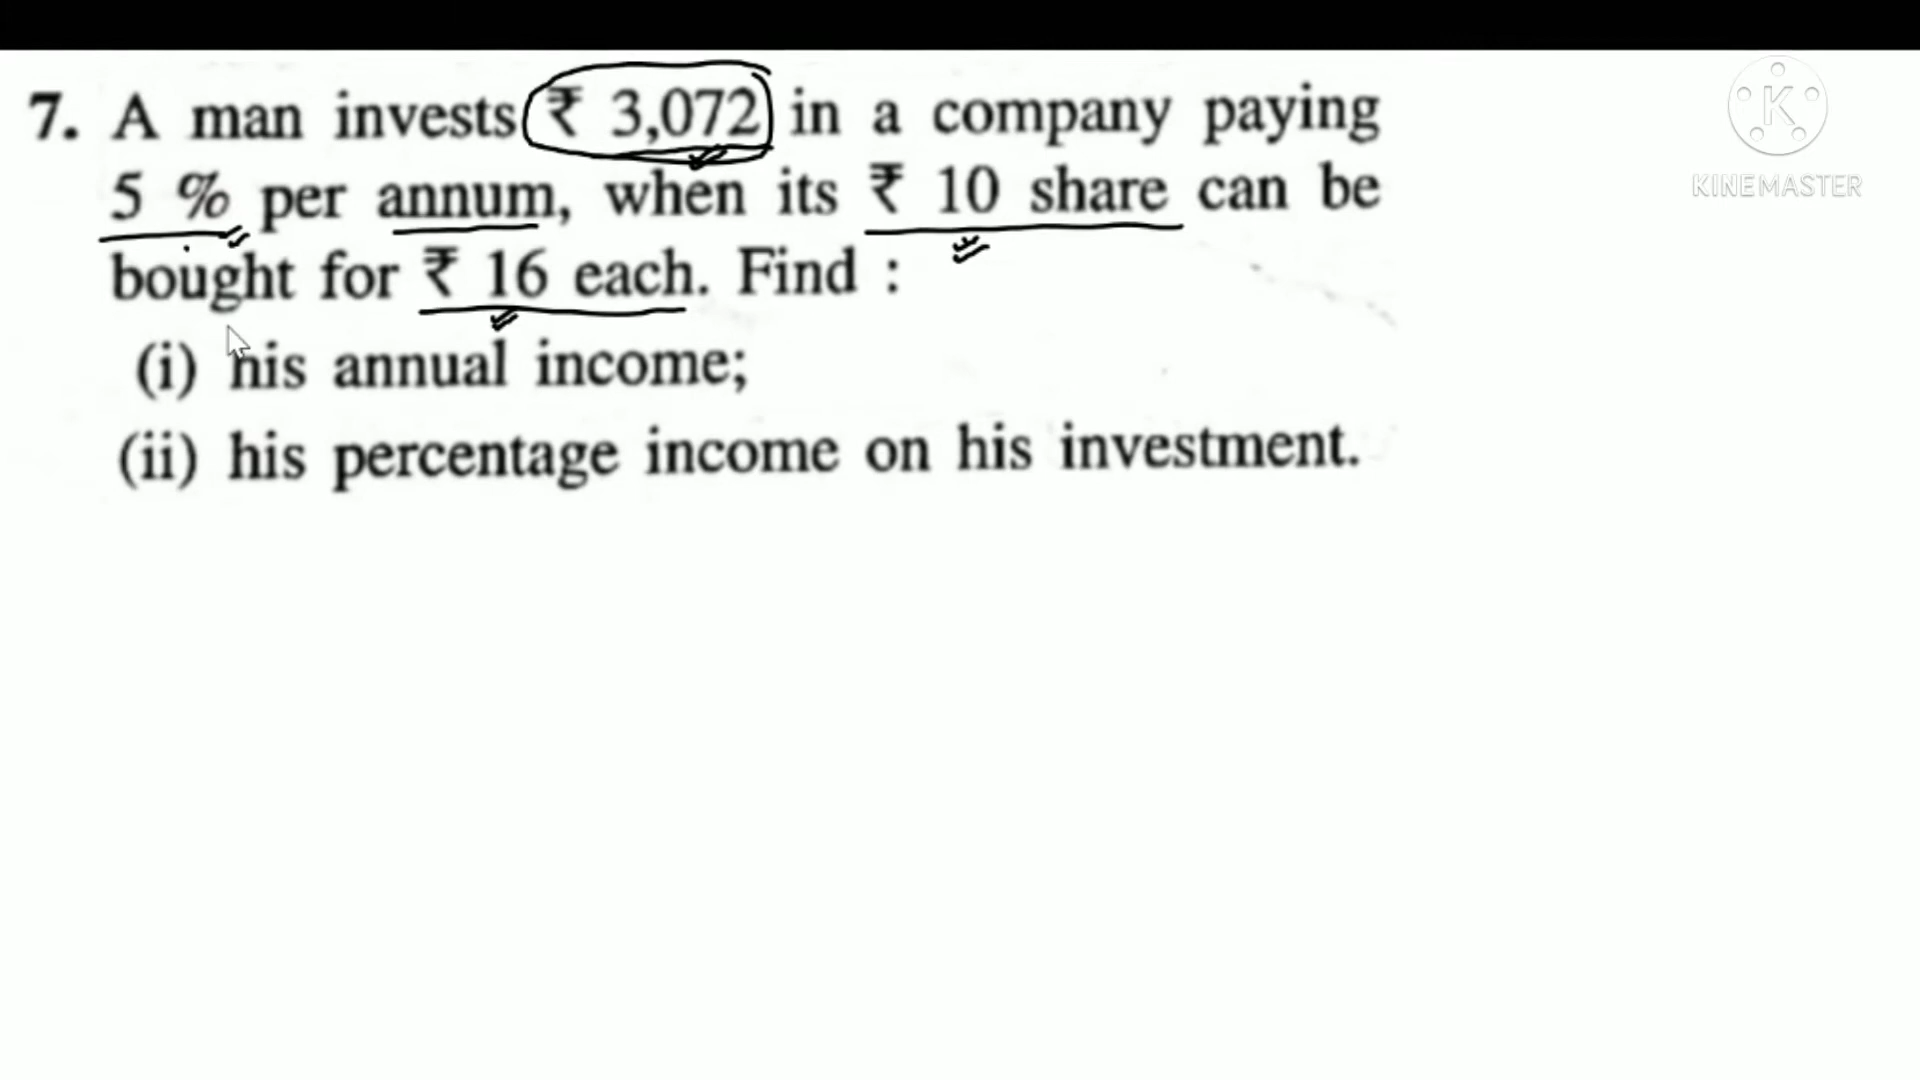 7. A man invests ₹ 3,072 in a company paying
5 % per annum, when its ₹ 10 share can be
bought for ₹ 16 each. Find :
(i) his annual income;
(ii) his percentage income on his investment.
K
KINEMASTER